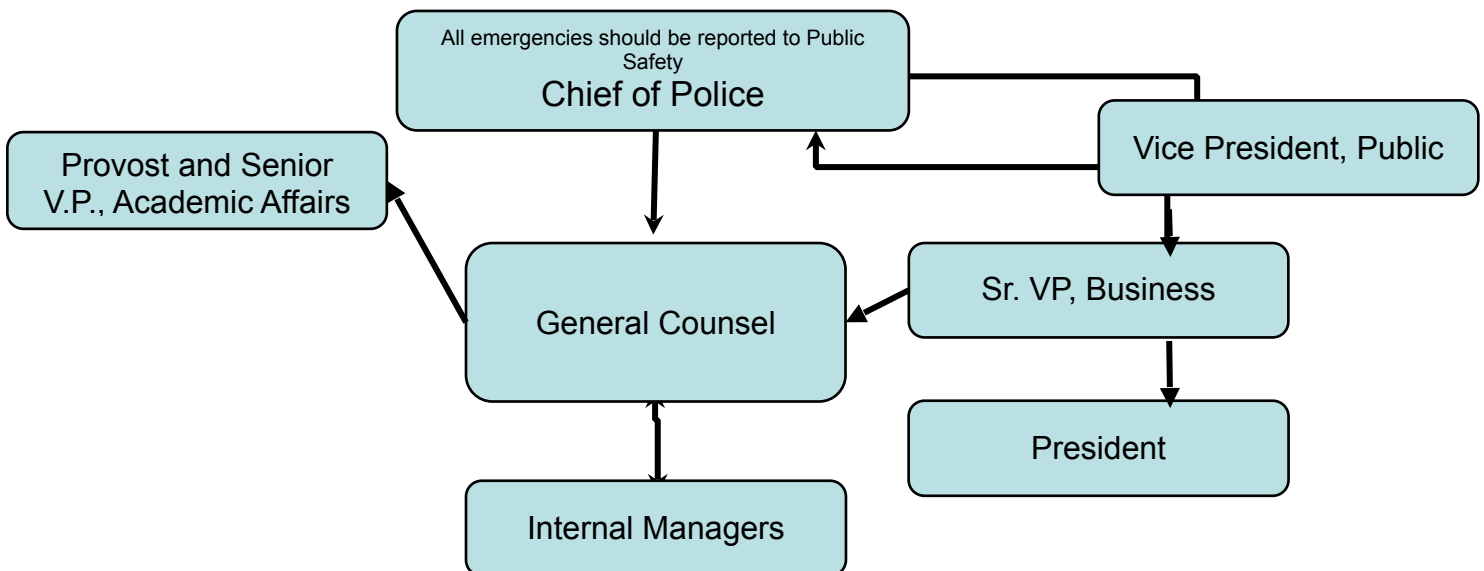 All emergencies should be reported to Public
Safety
Chief of Police
Vice President, Public
Provost and Senior
V.P., Academic Affairs
Sr. VP, Business
General Counsel
President
Internal Managers